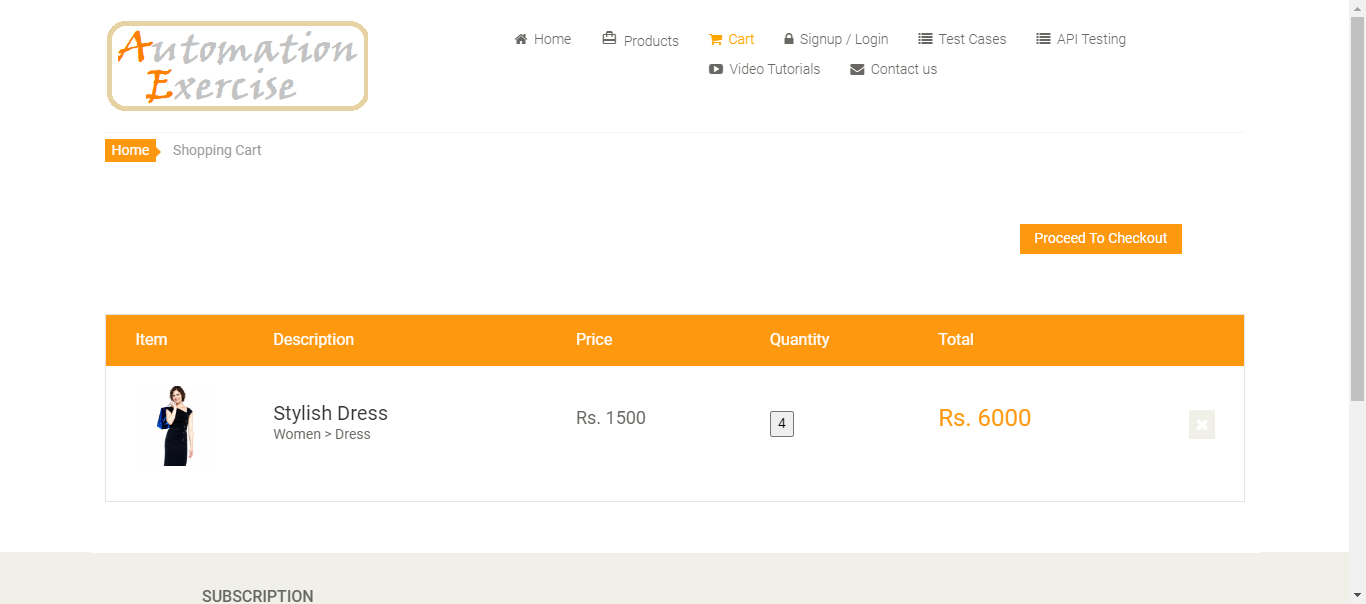 Automation
Exercise
Home Products Cart Signup / Login Test Cases API Testing
Video Tutorials Contact us
Home Shopping Cart
Proceed To Checkout
Item Description Price Quantity Total
Stylish Dress Rs. 1500 4 Rs. 6000
Women > Dress
SUBSCRIPTION